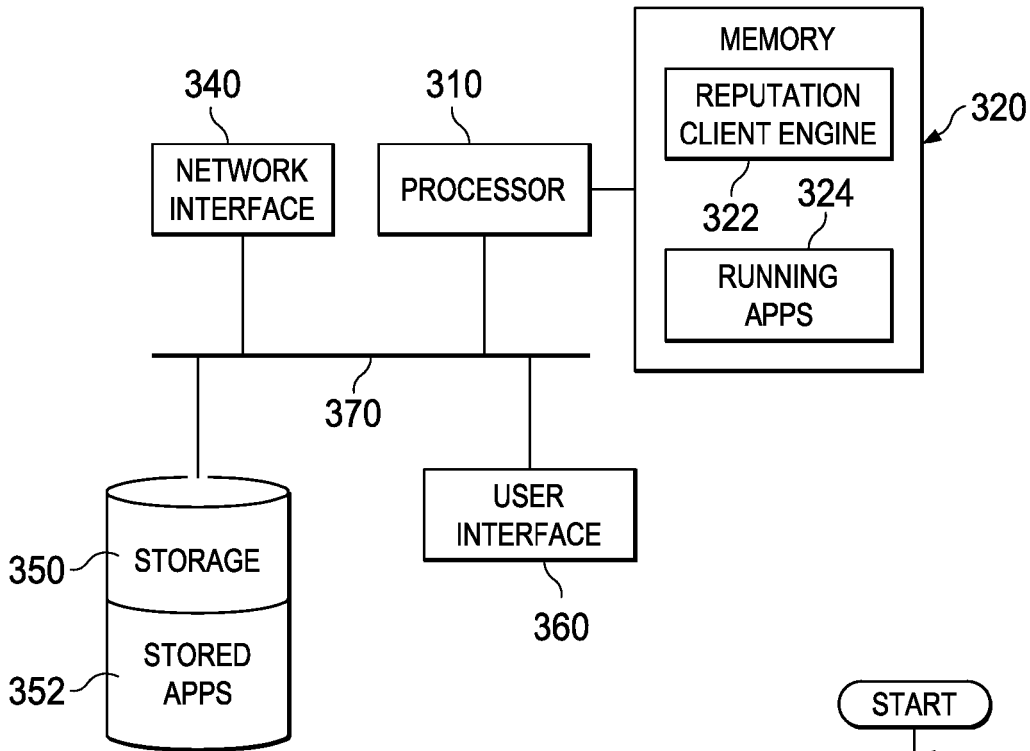 MEMORY
340
310
REPUTATION
CLIENT ENGINE
320
NETWORK
INTERFACE
PROCESSOR
322
324
RUNNING
APPS
370
USER
INTERFACE
350
STORAGE
360
352
STORED
APPS
START